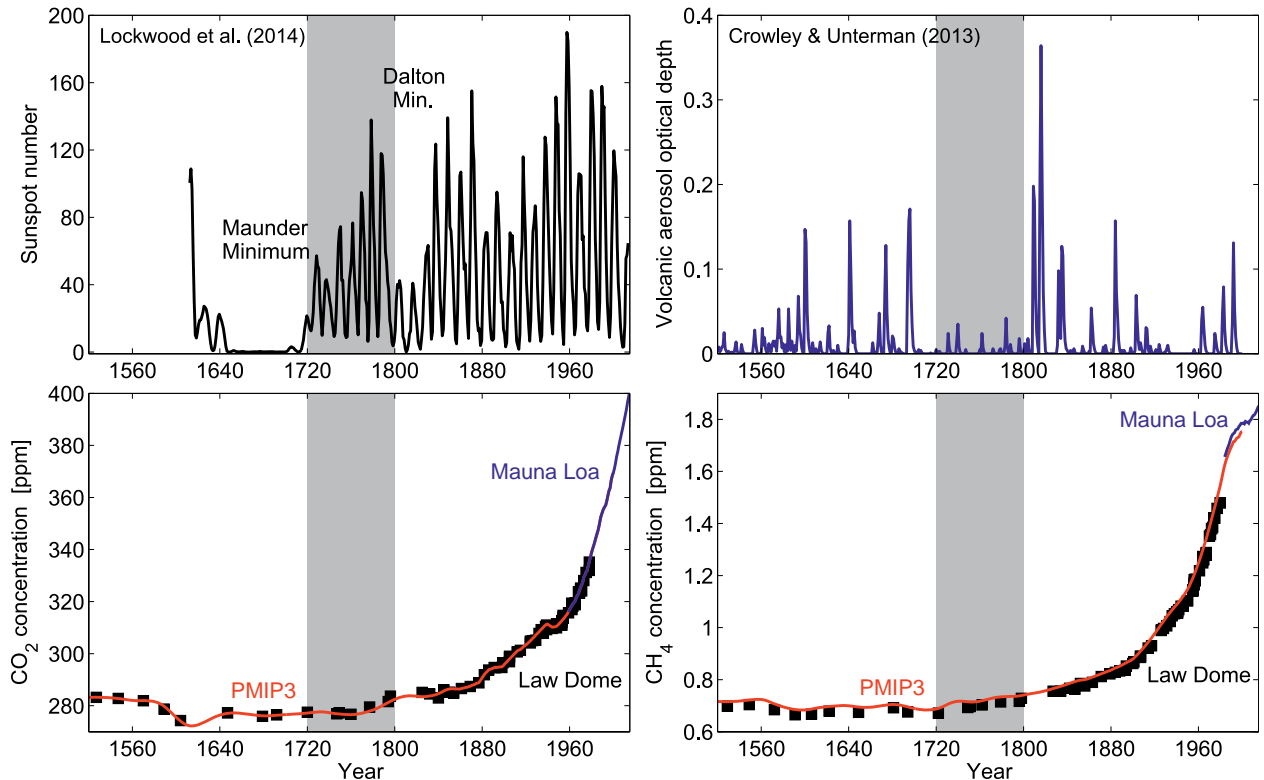 Lockwood et al. (2014)
Sunspot number
200
160
120
80
40
0
Dalton
Min.
Maunder
Minimum
1560 1640 1720 1800 1880 1960
Crowley & Unterman (2013)
Volcanic aerosol optical depth
0.4
0.3
0.2
0.1
0
1560 1640 1720 1800 1880 1960
CO2 concentration [ppm]
400
380
360
340
320
300
280
Mauna Loa
PMIP3
Law Dome
1560 1640 1720 1800 1880 1960
Year
CH4 concentration [ppm]
1.8
1.6
1.4
1.2
1
0.8
0.6
Mauna Loa
PMIP3
Law Dome
1560 1640 1720 1800 1880 1960
Year